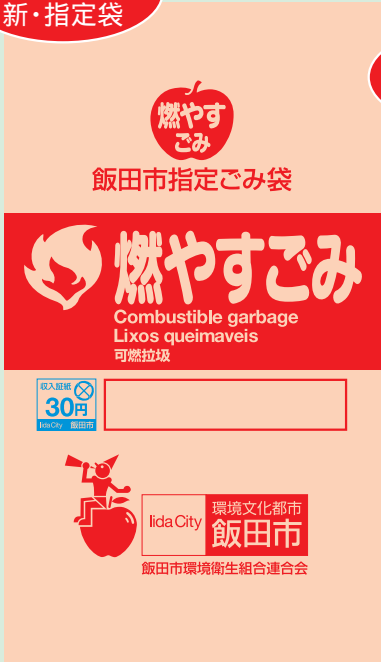 新・指定袋
燃やす
ごみ
飯田市指定ごみ袋
燃やすごみ
Combustible garbage
Lixos queimaveis
可燃垃圾
収入証紙
30円
Iida City 飯田市
Iida City
環境文化都市
飯田市
飯田市環境衛生組合連合会